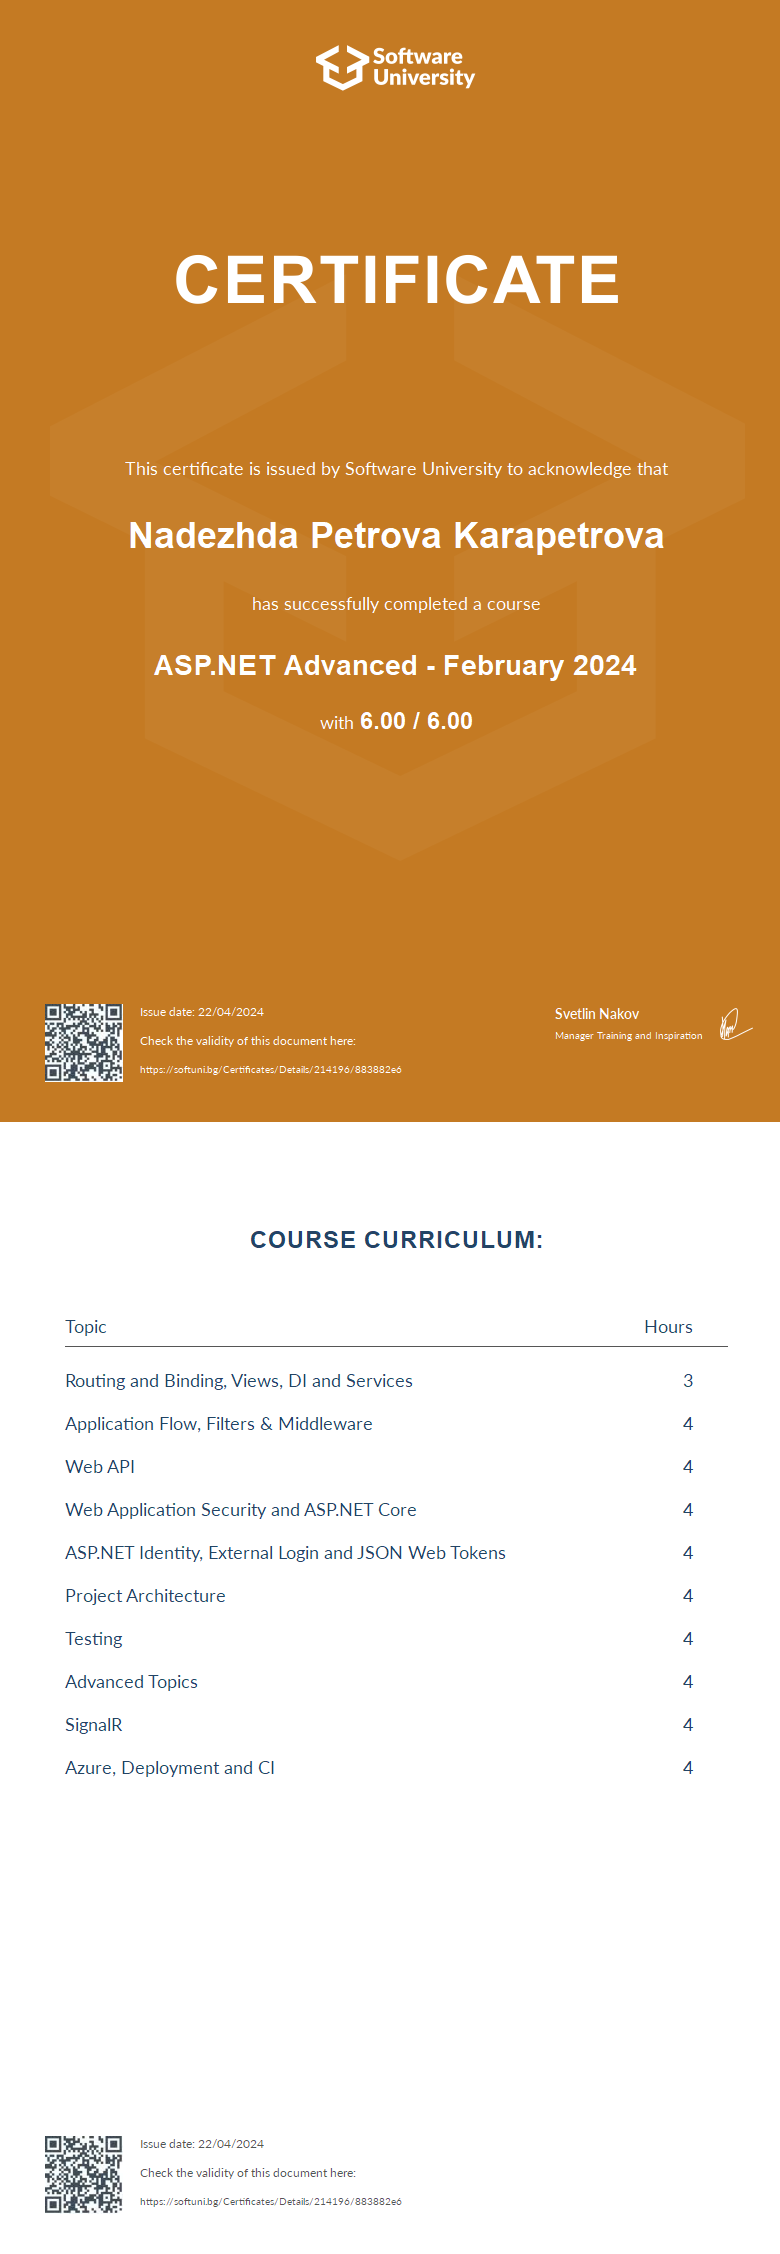 Software
University
CERTIFICATE
This certificate is issued by Software University to acknowledge that
Nadezhda Petrova Karapetrova
has successfully completed a course
ASP.NET Advanced - February 2024
with 6.00 / 6.00
Issue date: 22/04/2024
Check the validity of this document here:
https://softuni.bg/Certificates/Details/214196/883882e6
Svetlin Nakov
Manager Training and Inspiration
COURSE CURRICULUM:
Topic Hours
Routing and Binding, Views, DI and Services 3
Application Flow, Filters & Middleware 4
Web API 4
Web Application Security and ASP.NET Core 4
ASP.NET Identity, External Login and JSON Web Tokens 4
Project Architecture 4
Testing 4
Advanced Topics 4
SignalR 4
Azure, Deployment and CI 4
Issue date: 22/04/2024
Check the validity of this document here:
https://softuni.bg/Certificates/Details/214196/883882e6